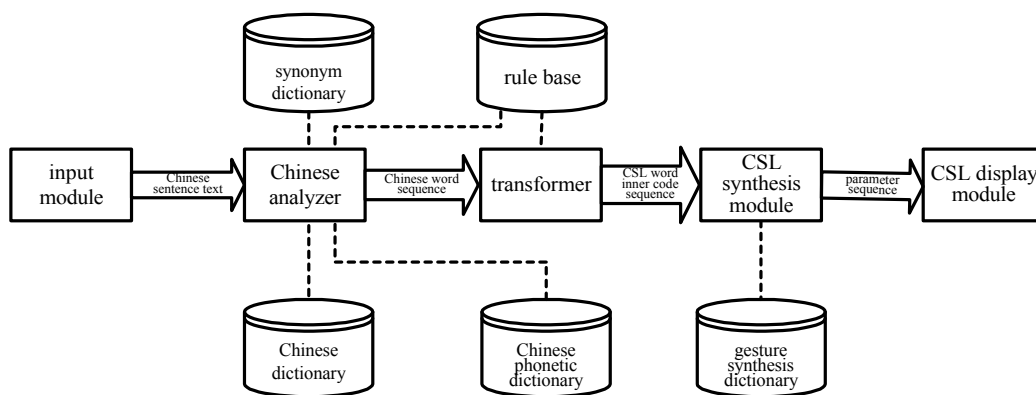 synonym
dictionary
rule base
input
module
Chinese
sentence text
Chinese
analyzer
Chinese word
sequence
transformer
CSL word
inner code
sequence
CSL
synthesis
module
parameter
sequence
CSL display
module
Chinese
dictionary
Chinese
phonetic
dictionary
gesture
synthesis
dictionary